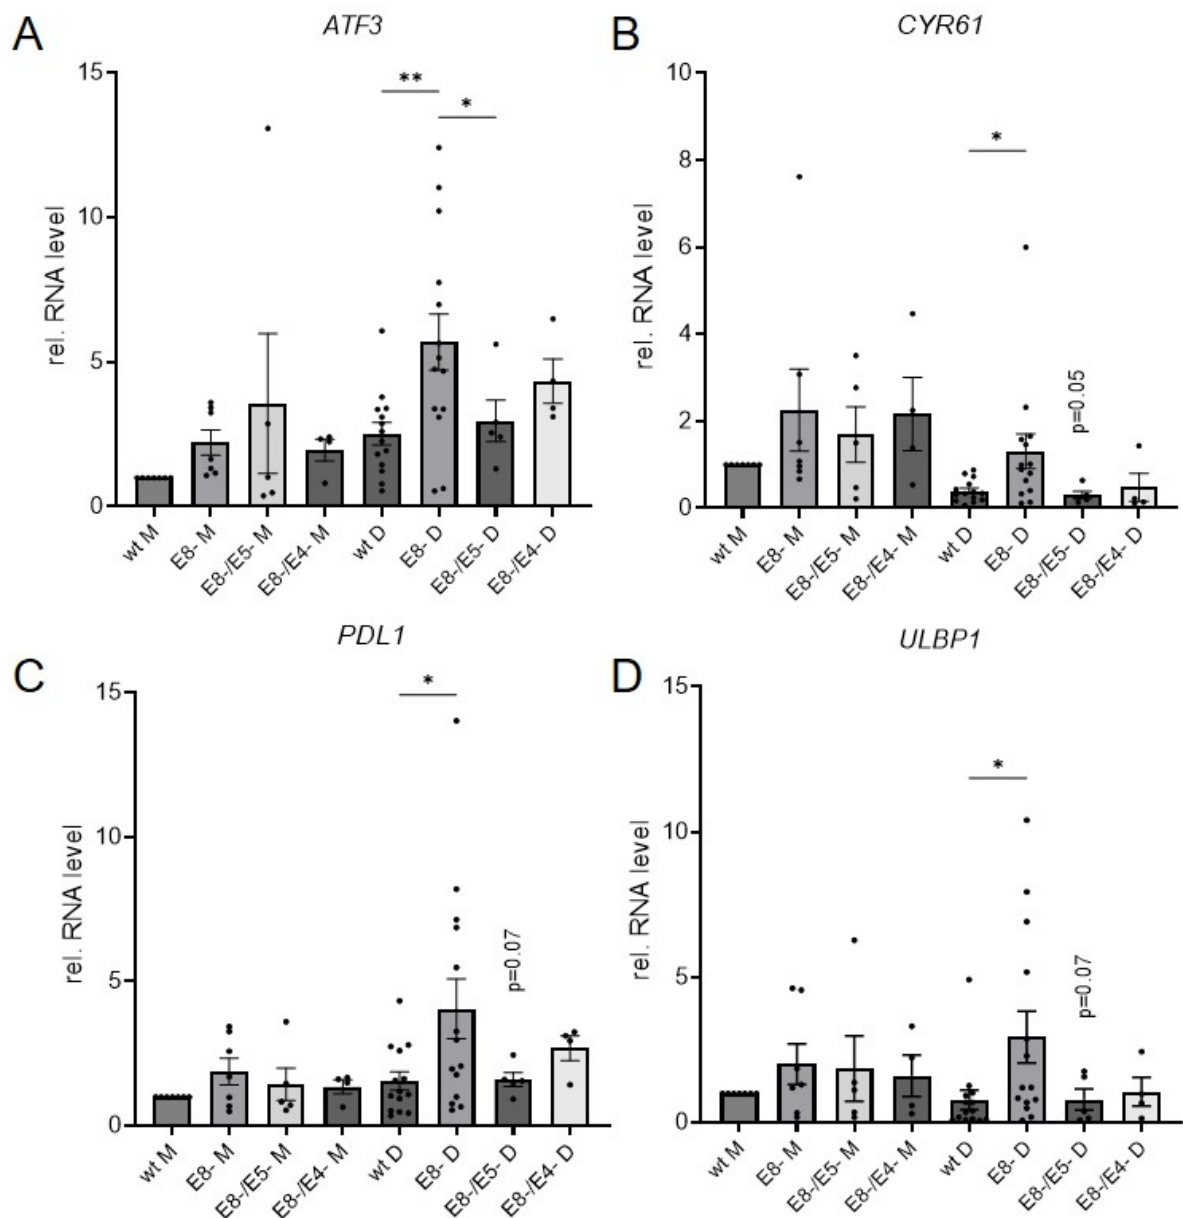 A
ATF3
rel. RNA level
15
10
5
0
**
*
wt M
E8- M
E8-/E5- M
E8-/E4- M
wt D
E8- D
E8-/E5- D
E8-/E4- D
B
CYR61
rel. RNA level
10
8
6
4
2
0
*
p=0.05
wt M
E8- M
E8-/E5- M
E8-/E4- M
wt D
E8- D
E8-/E5- D
E8-/E4- D
C
PDL1
rel. RNA level
15
10
5
0
*
p=0.07
wt M
E8- M
E8-/E5- M
E8-/E4- M
wt D
E8- D
E8-/E5- D
E8-/E4- D
D
ULBP1
rel. RNA level
15
10
5
0
*
p=0.07
wt M
E8- M
E8-/E5- M
E8-/E4- M
wt D
E8- D
E8-/E5- D
E8-/E4- D